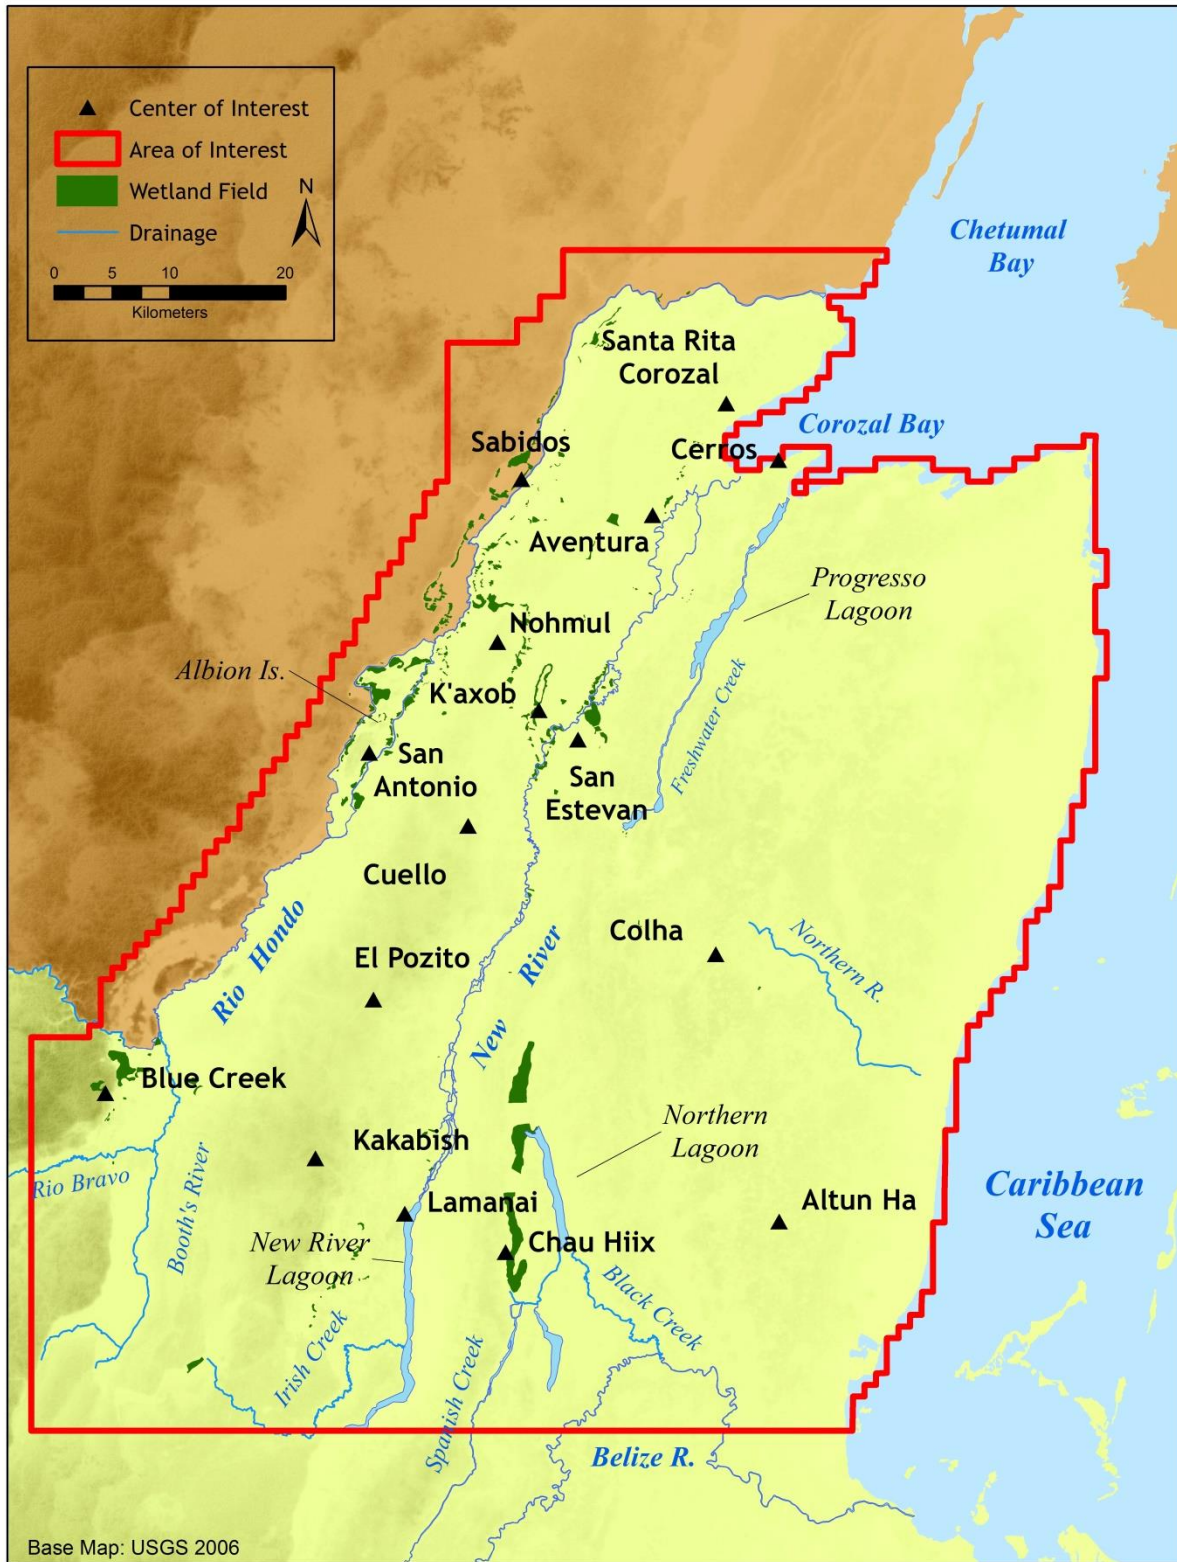 Center of Interest
Area of Interest
Wetland Field
Drainage
N
0 5 10 20
Kilometers
Chetumal
Bay
Santa Rita
Corozal
Corozal Bay
Sabidos
Cerros
Aventura
Progresso
Lagoon
Nohmul
Albion Is.
K'axob
Freshwater Creek
San
Antonio
San
Estevan
Cuello
Rio Hondo
El Pozito
Colha
Northern R.
New River
Blue Creek
Northern
Lagoon
Kakabish
Rio Bravo
Booth's River
Lamanai
Altun Ha
Caribbean
Sea
New River
Lagoon
Chau Hiix
Black Creek
Irish Creek
Spanish Creek
Belize R.
Base Map: USGS 2006